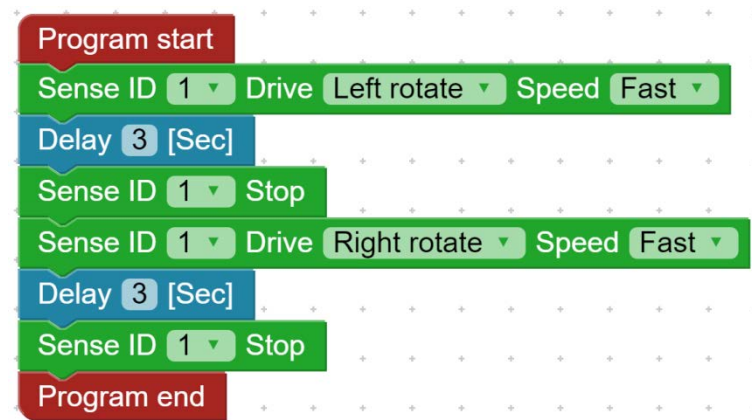 Program start
Sense ID 1 Drive Left rotate Speed Fast
Delay 3 [Sec]
Sense ID 1 Stop
Sense ID 1 Drive Right rotate Speed Fast
Delay 3 [Sec]
Sense ID 1 Stop
Program end